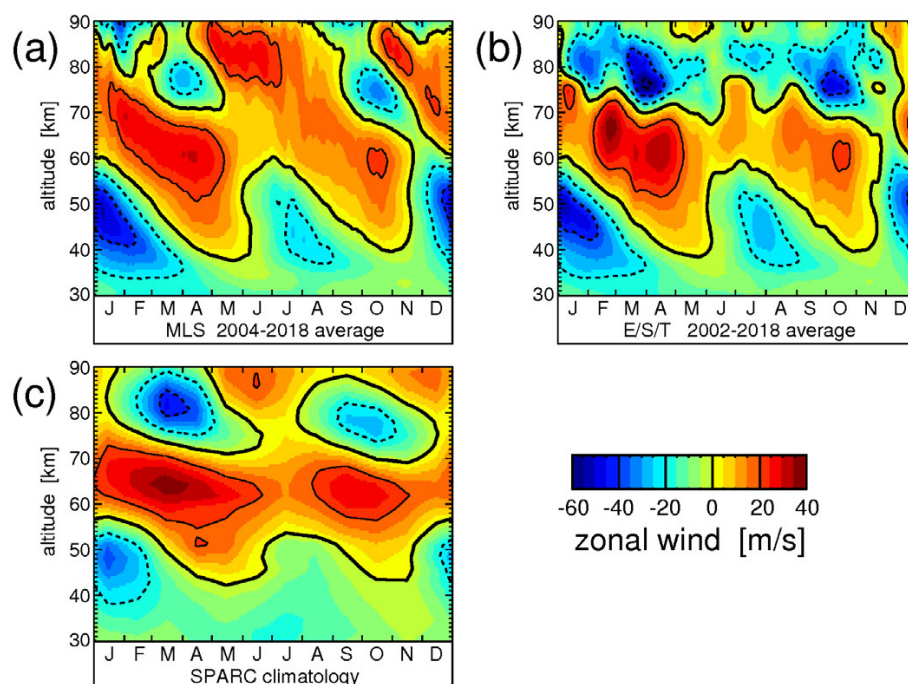 (a)
altitude [km]
90
80
70
60
50
40
30
J F M A M J J A S O N D
MLS 2004-2018 average
(b)
altitude [km]
90
80
70
60
50
40
30
J F M A M J J A S O N D
E/S/T 2002-2018 average
(c)
altitude [km]
90
80
70
60
50
40
30
J F M A M J J A S O N D
SPARC climatology
-60 -40 -20 0 20 40
zonal wind [m/s]